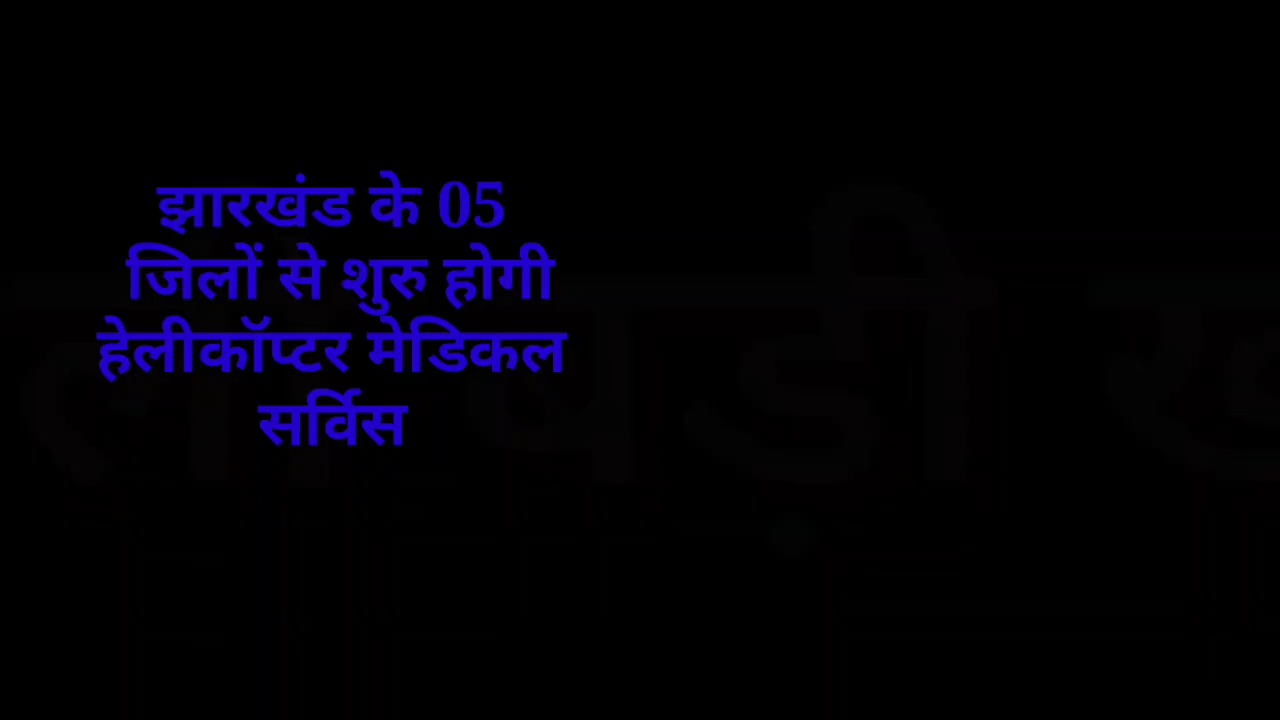 झारखंड के 05
जिलों से शुरु होगी
हेलीकॉप्टर मेडिकल
सर्विस